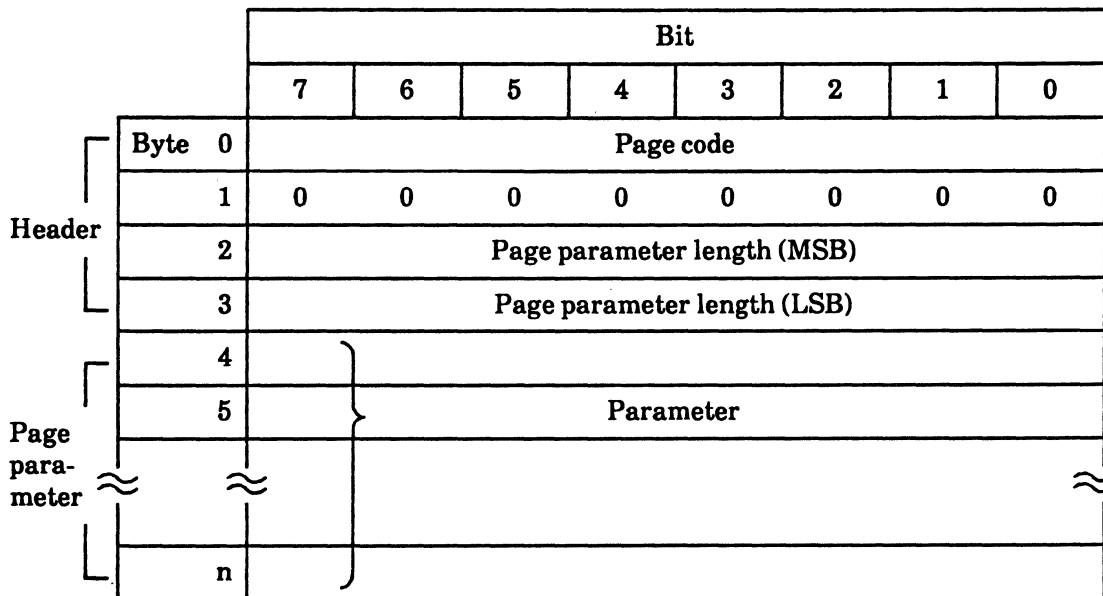 Bit
7 6 5 4 3 2 1 0
Byte 0 Page code
1 0 0 0 0 0 0 0 0
Header
2 Page parameter length (MSB)
3 Page parameter length (LSB)
4
5 Parameter
Page
para-
meter
n